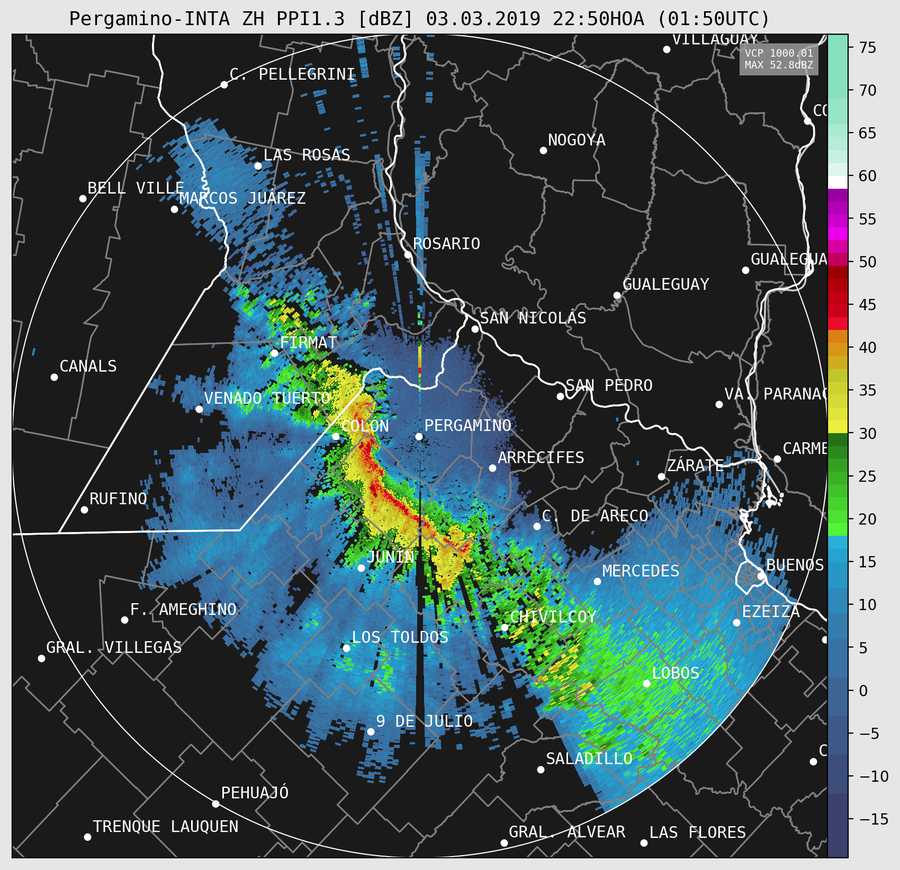 Pergamino-INTA ZH PPI1.3 [dBZ] 03.03.2019 22:50HOA (01:50UTC)
VILLAGUAY
VCP 1000.01
MAX 52.8dBZ
C. PELLEGRINI
CO
NOGOYA
LAS ROSAS
BELL VILLE
MARCOS JUÁREZ
ROSARIO
GUALEGUA
GUALEGUAY
SAN NICOLÁS
FIRMAT
CANALS
SAN PEDRO
VENADO TUERTO
VA. PARANAC
COLÓN
PERGAMINO
CARME
ARRECIFES
ZÁRATE
RUFINO
C. DE ARECO
JUNÍN
MERCEDES
BUENOS
F. AMEGHINO
EZEIZA
CHIVILCOY
LOS TOLDOS
GRAL. VILLEGAS
LOBOS
9 DE JULIO
SALADILLO
C
PEHUAJÓ
TRENQUE LAUQUEN
GRAL. ALVEAR
LAS FLORES
75
70
65
60
55
50
45
40
35
30
25
20
15
10
5
0
−5
−10
−15